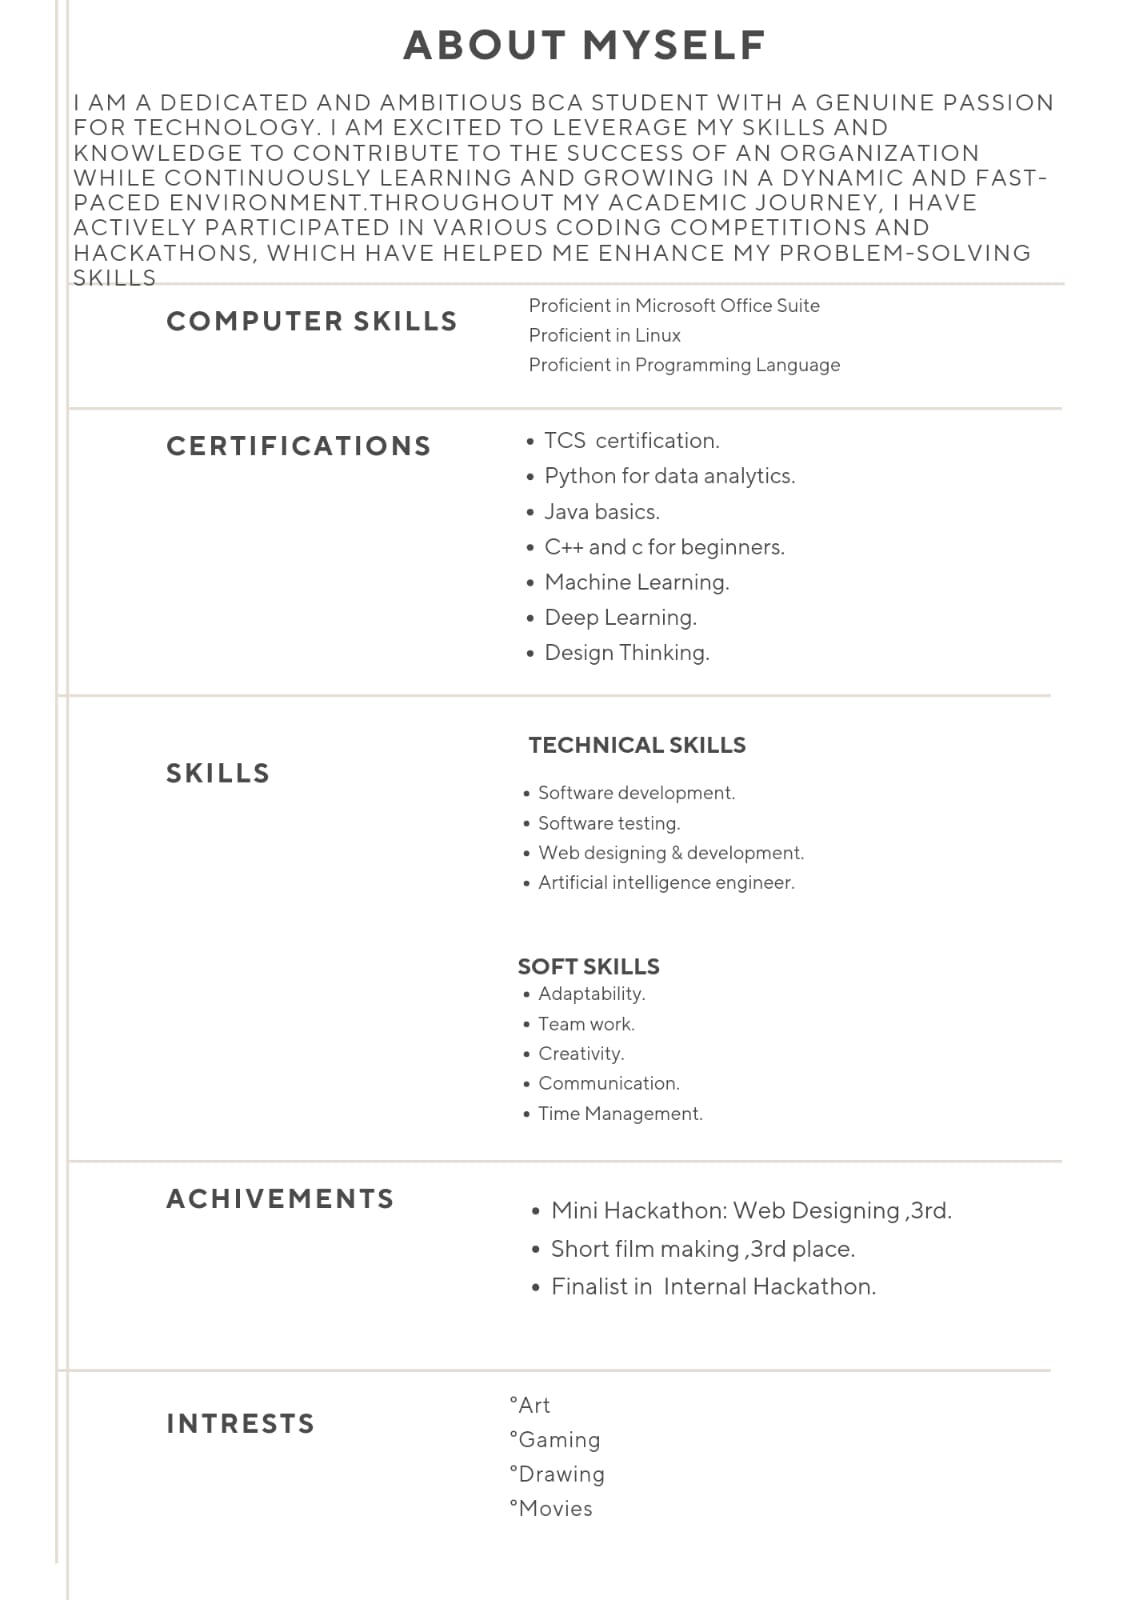 ABOUT MYSELF
I AM A DEDICATED AND AMBITIOUS BCA STUDENT WITH A GENUINE PASSION
FOR TECHNOLOGY. I AM EXCITED TO LEVERAGE MY SKILLS AND
KNOWLEDGE TO CONTRIBUTE TO THE SUCCESS OF AN ORGANIZATION
WHILE CONTINUOUSLY LEARNING AND GROWING IN A DYNAMIC AND FAST-
PACED ENVIRONMENT.THROUGHOUT MY ACADEMIC JOURNEY, I HAVE
ACTIVELY PARTICIPATED IN VARIOUS CODING COMPETITIONS AND
HACKATHONS, WHICH HAVE HELPED ME ENHANCE MY PROBLEM-SOLVING
SKILLS
COMPUTER SKILLS
Proficient in Microsoft Office Suite
Proficient in Linux
Proficient in Programming Language
CERTIFICATIONS
• TCS  certification.
• Python for data analytics.
• Java basics.
• C++ and c for beginners.
• Machine Learning.
• Deep Learning.
• Design Thinking.
SKILLS
TECHNICAL SKILLS
• Software development.
• Software testing.
• Web designing & development.
• Artificial intelligence engineer.
SOFT SKILLS
• Adaptability.
• Team work.
• Creativity.
• Communication.
• Time Management.
ACHIVEMENTS
• Mini Hackathon: Web Designing ,3rd.
• Short film making ,3rd place.
• Finalist in  Internal Hackathon.
INTRESTS
°Art
°Gaming
°Drawing
°Movies